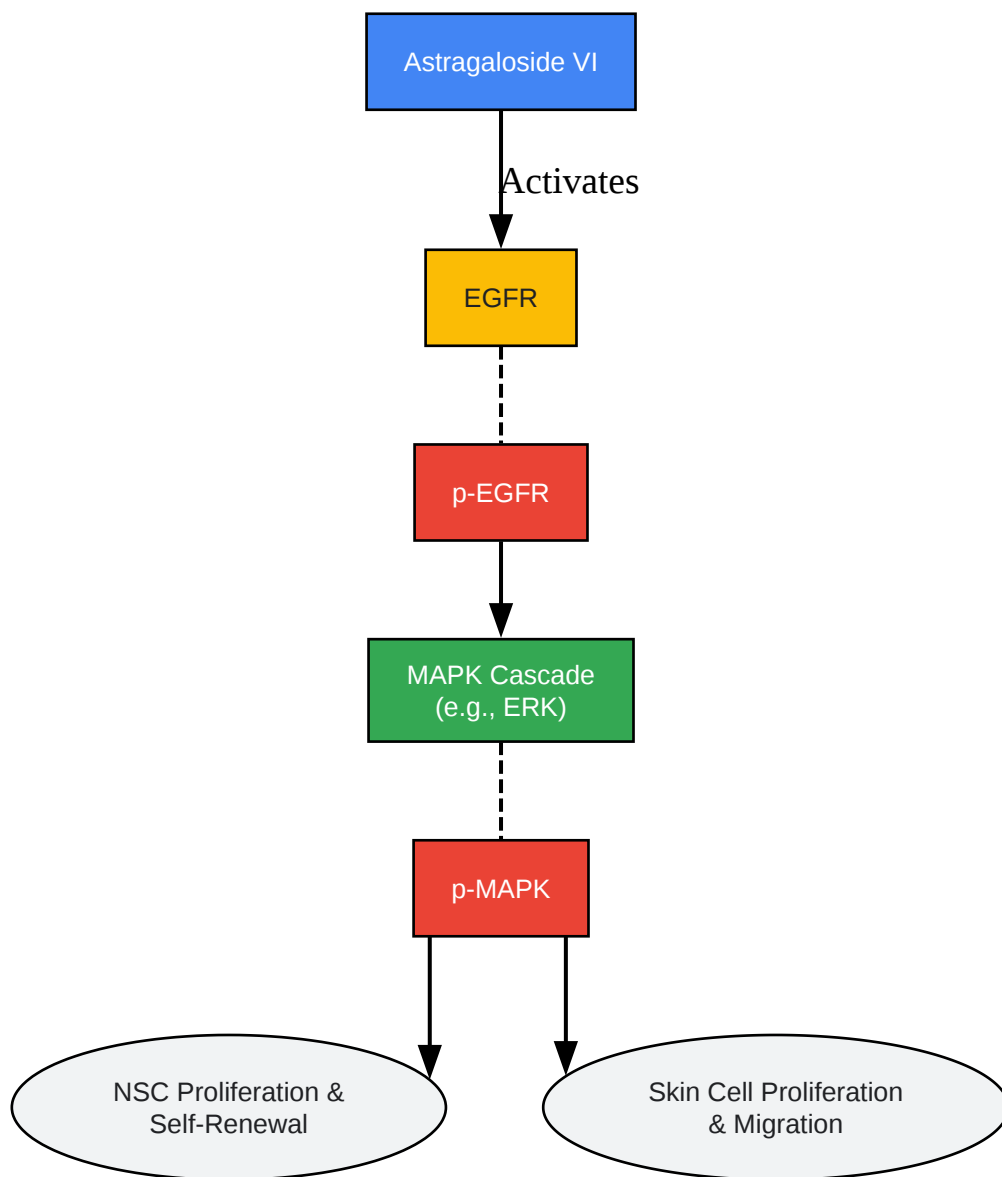 Astragaloside VI
Activates
EGFR
p-EGFR
MAPK Cascade
(e.g., ERK)
p-MAPK
NSC Proliferation &
Self-Renewal
Skin Cell Proliferation
& Migration